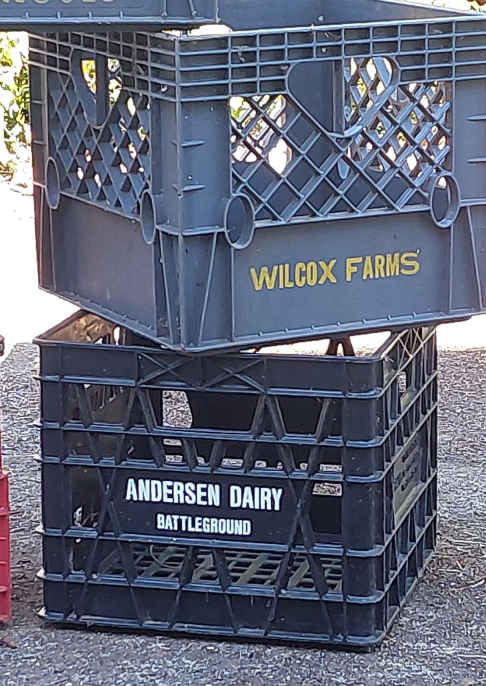 WILCOX FARMS
ANDERSEN DAIRY
BATTLEGROUND